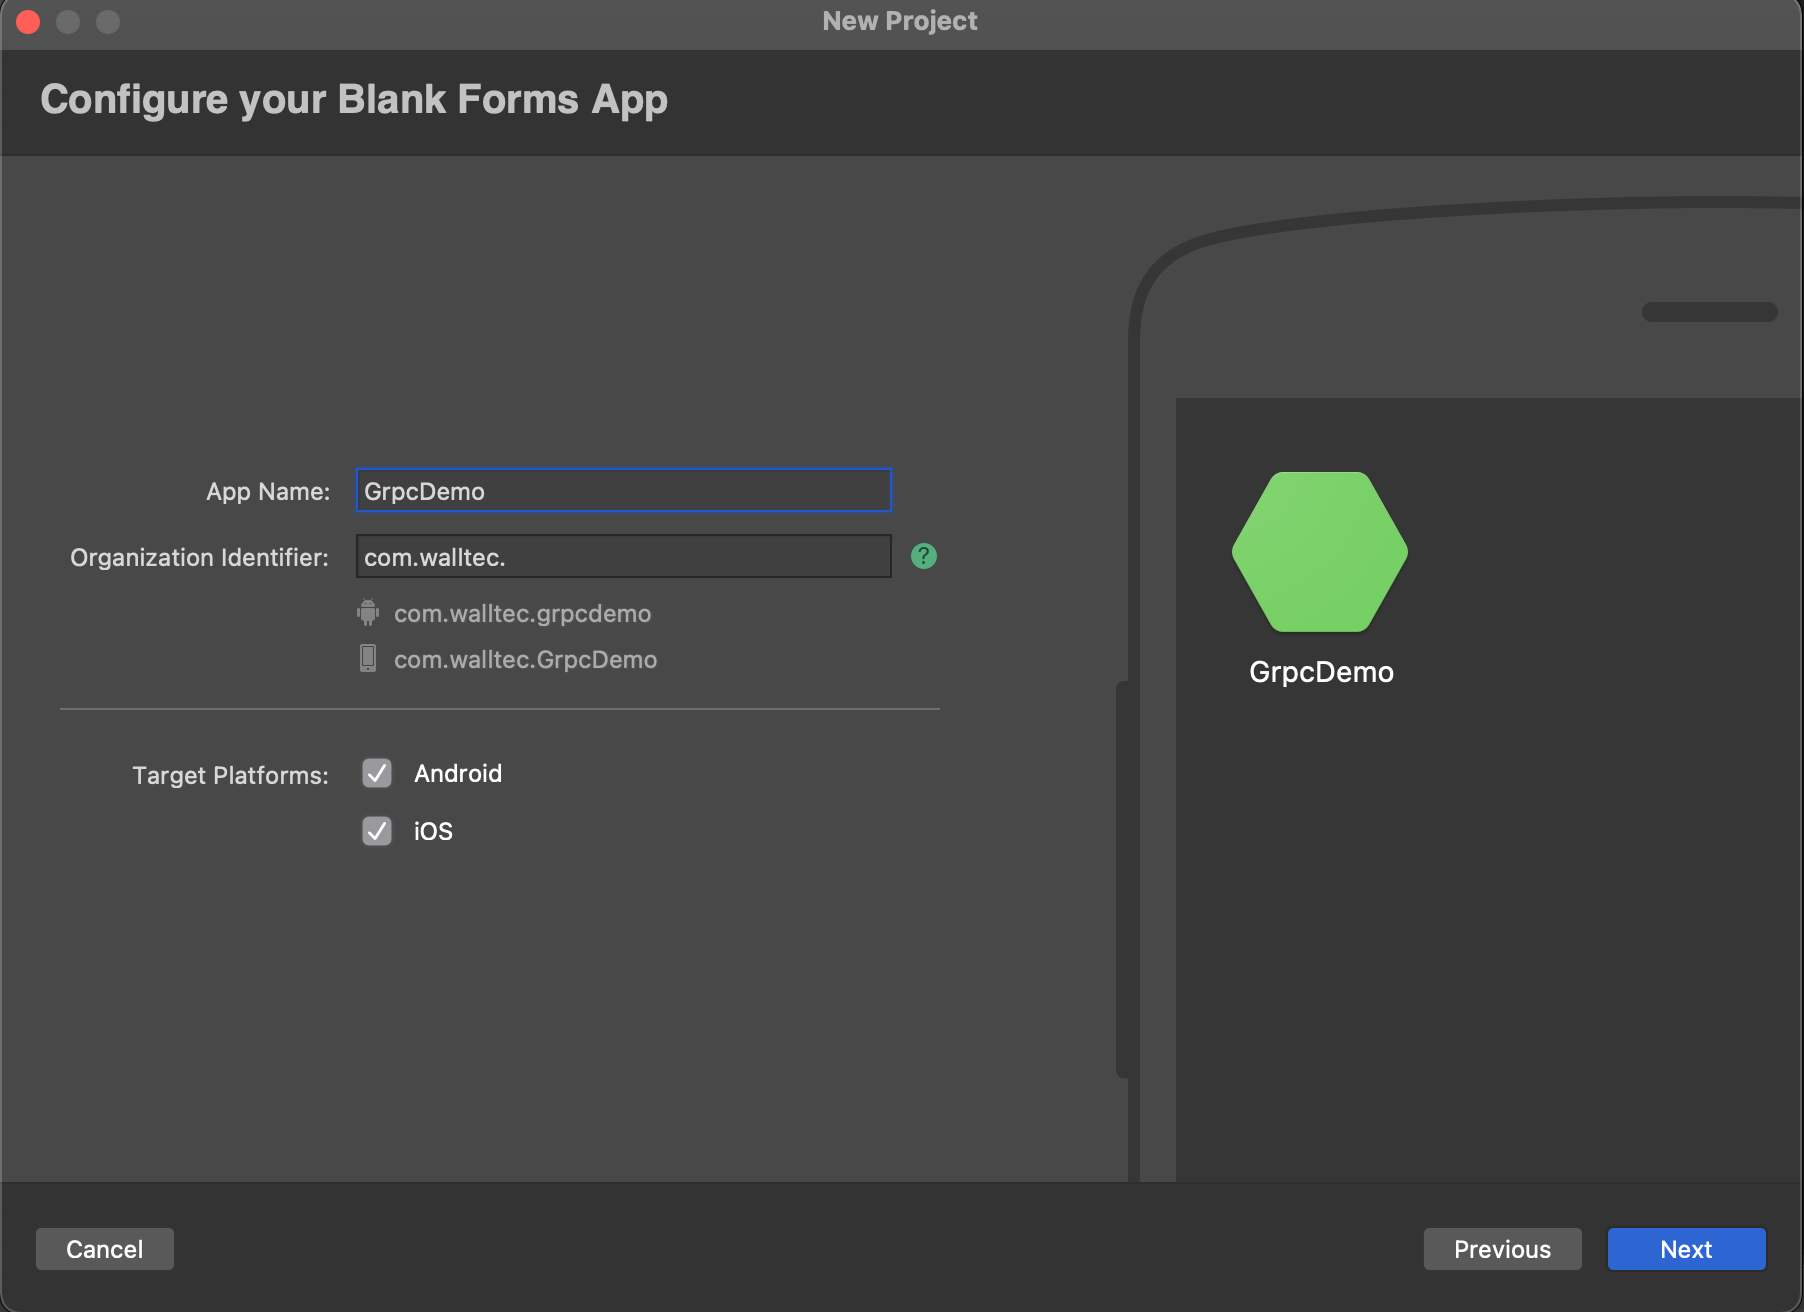 New Project
Configure your Blank Forms App
App Name: GrpcDemo
Organization Identifier: com.walltec. ?
com.walltec.grpcdemo
com.walltec.GrpcDemo
Target Platforms: Android
iOS
GrpcDemo
Cancel Previous Next